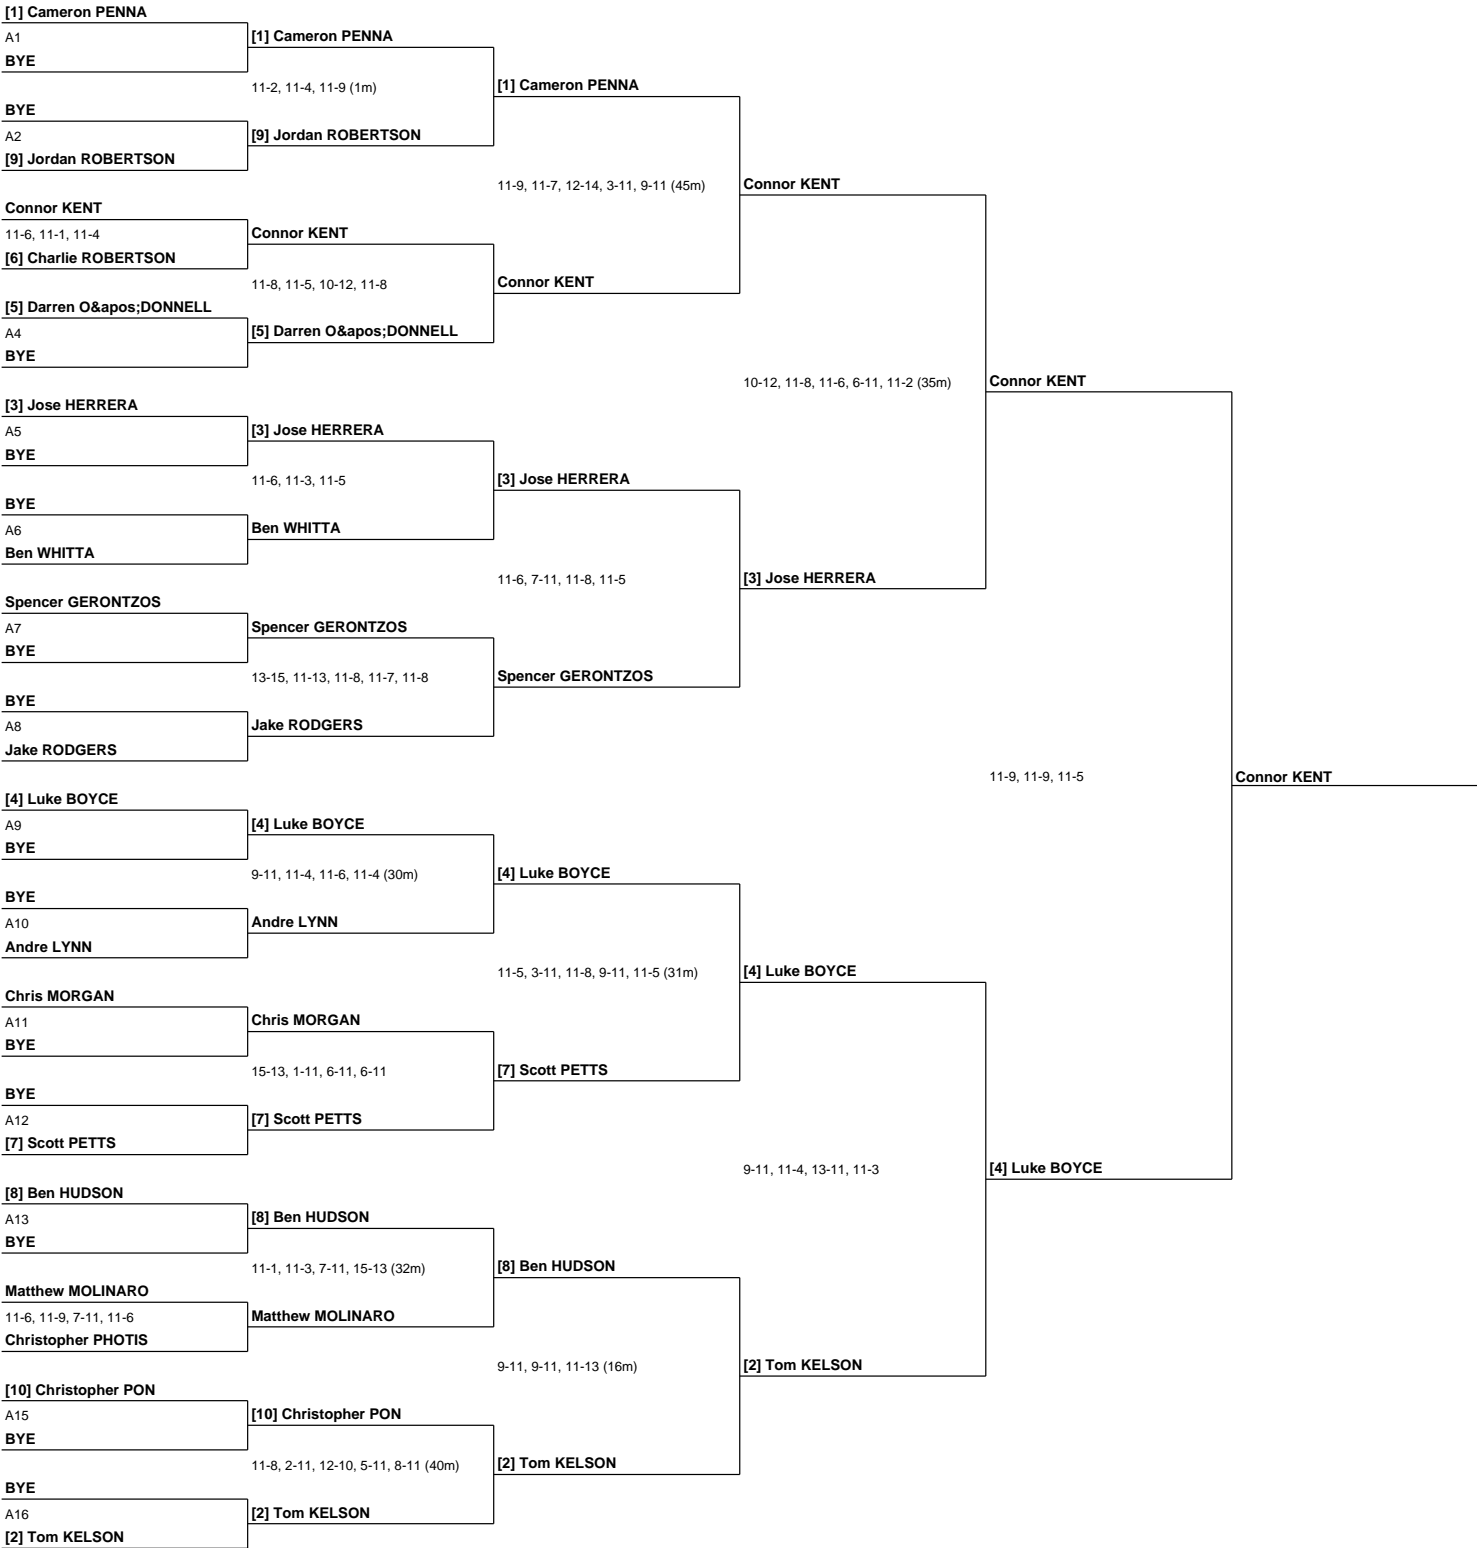 [1] Cameron PENNA
A1
BYE
BYE
A2
[9] Jordan ROBERTSON
Connor KENT
11-6, 11-1, 11-4
[6] Charlie ROBERTSON
[5] Darren O&apos;DONNELL
A4
BYE
[3] Jose HERRERA
A5
BYE
BYE
A6
Ben WHITTA
Spencer GERONTZOS
A7
BYE
BYE
A8
Jake RODGERS
[4] Luke BOYCE
A9
BYE
BYE
A10
Andre LYNN
Chris MORGAN
A11
BYE
BYE
A12
[7] Scott PETTS
[8] Ben HUDSON
A13
BYE
Matthew MOLINARO
11-6, 11-9, 7-11, 11-6
Christopher PHOTIS
[10] Christopher PON
A15
BYE
BYE
A16
[2] Tom KELSON
[1] Cameron PENNA
11-2, 11-4, 11-9 (1m)
[9] Jordan ROBERTSON
Connor KENT
11-8, 11-5, 10-12, 11-8
[5] Darren O&apos;DONNELL
[3] Jose HERRERA
11-6, 11-3, 11-5
Ben WHITTA
Spencer GERONTZOS
13-15, 11-13, 11-8, 11-7, 11-8
Jake RODGERS
[4] Luke BOYCE
9-11, 11-4, 11-6, 11-4 (30m)
Andre LYNN
Chris MORGAN
15-13, 1-11, 6-11, 6-11
[7] Scott PETTS
[8] Ben HUDSON
11-1, 11-3, 7-11, 15-13 (32m)
Matthew MOLINARO
[10] Christopher PON
11-8, 2-11, 12-10, 5-11, 8-11 (40m)
[2] Tom KELSON
[1] Cameron PENNA
11-9, 11-7, 12-14, 3-11, 9-11 (45m)
Connor KENT
[3] Jose HERRERA
11-6, 7-11, 11-8, 11-5
Spencer GERONTZOS
[4] Luke BOYCE
11-5, 3-11, 11-8, 9-11, 11-5 (31m)
[7] Scott PETTS
[8] Ben HUDSON
9-11, 9-11, 11-13 (16m)
[2] Tom KELSON
Connor KENT
10-12, 11-8, 11-6, 6-11, 11-2 (35m)
[3] Jose HERRERA
[4] Luke BOYCE
9-11, 11-4, 13-11, 11-3
[2] Tom KELSON
Connor KENT
11-9, 11-9, 11-5
[4] Luke BOYCE
Connor KENT